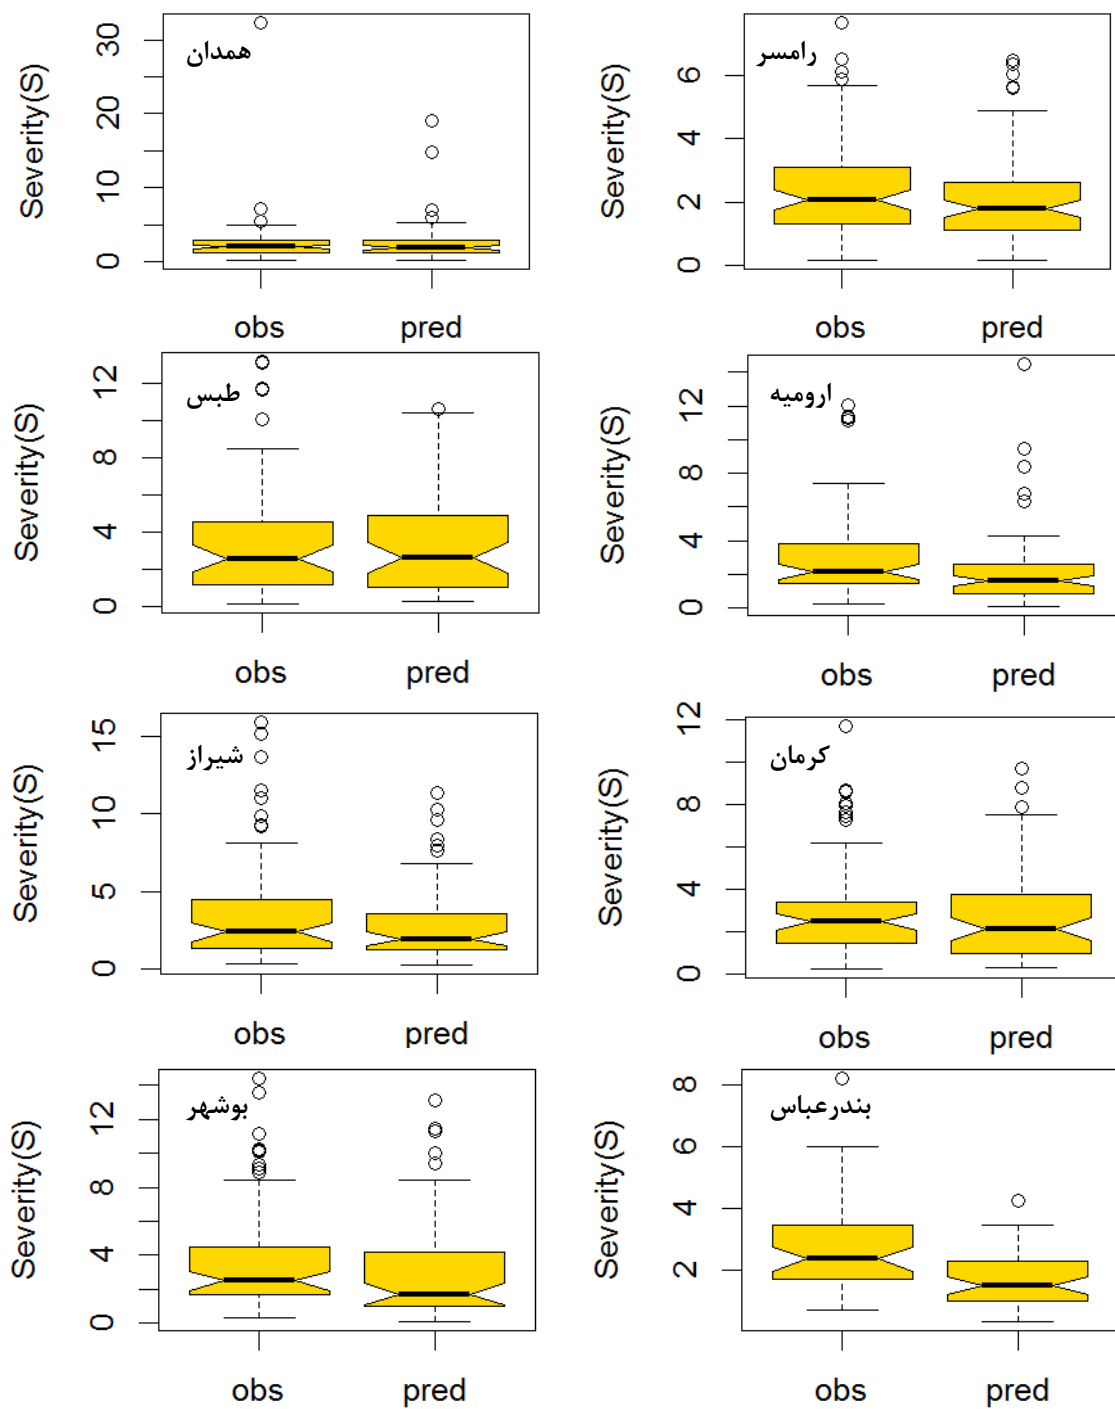 همدان
Severity(S)
0
10
20
30
obs
pred
رامسر
Severity(S)
0
2
4
6
obs
pred
طبس
Severity(S)
0
4
8
12
obs
pred
ارومیه
Severity(S)
0
4
8
12
obs
pred
شیراز
Severity(S)
0
5
10
15
obs
pred
کرمان
Severity(S)
0
4
8
12
obs
pred
بوشهر
Severity(S)
0
4
8
12
obs
pred
بندرعباس
Severity(S)
2
4
6
8
obs
pred